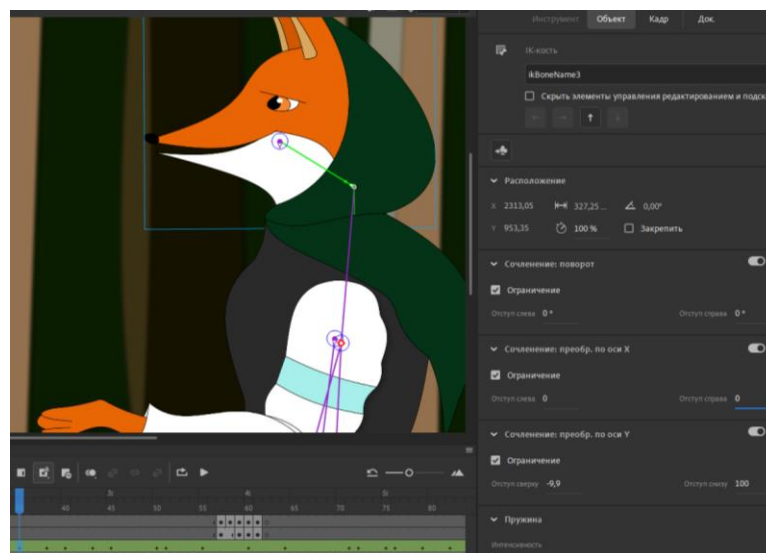 Инструмент Объект Кадр Док.
IK-кость
ikBoneName3
Скрыть элементы управления редактированием и подск
Расположение
X 2313,05 327,25... 0,00°
Y 953,35 100 % Закрепить
Сочленение: поворот
Ограничение
Отступ слева 0 ° Отступ справа 0 °
Сочленение: преобр. по оси X
Ограничение
Отступ слева 0 Отступ справа 0
Сочленение: преобр. по оси Y
Ограничение
Отступ сверху -9,9 Отступ снизу 100
Пружина
Интенсивность
3s 4s 5s
40 45 50 55 60 65 70 75 80